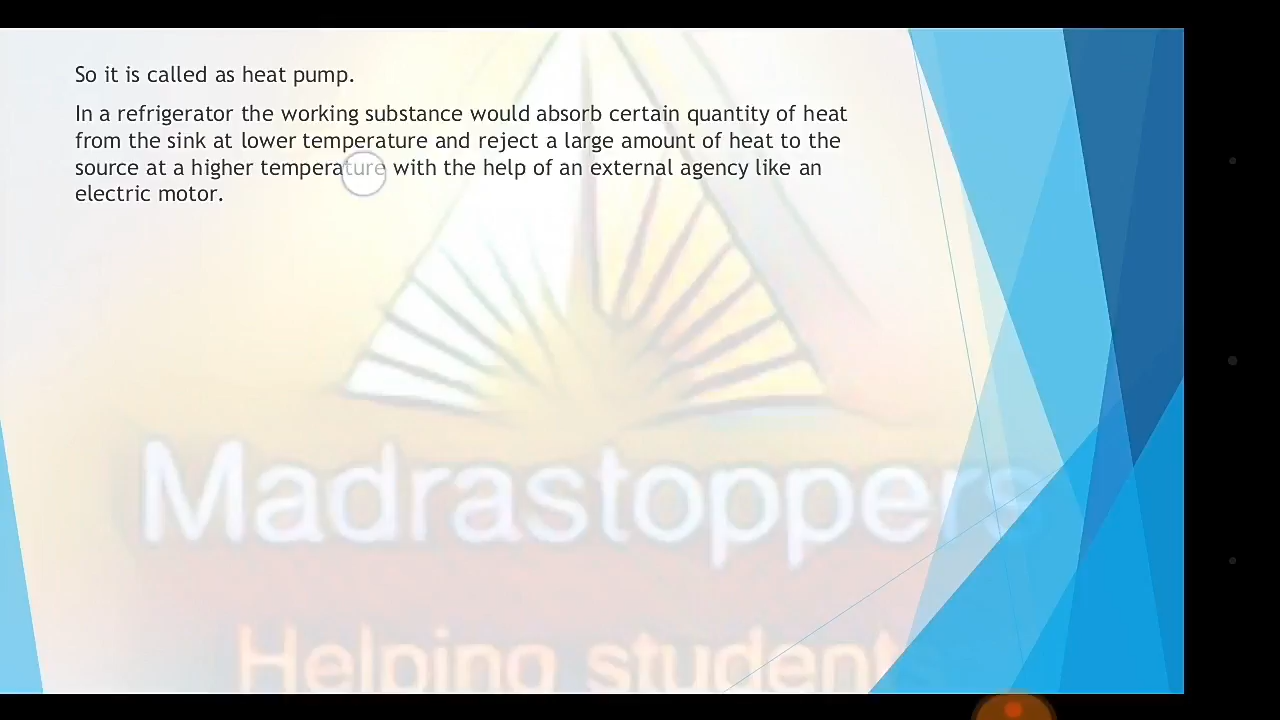 So it is called as heat pump.
In a refrigerator the working substance would absorb certain quantity of heat
from the sink at lower temperature and reject a large amount of heat to the
source at a higher temperature with the help of an external agency like an
electric motor.
Madrastoppers
Helping students